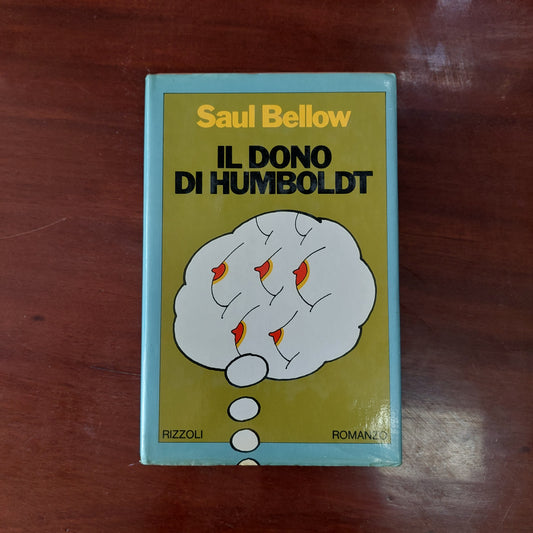 Saul Bellow
IL DONO
DI HUMBOLDT
RIZZOLI ROMANZO